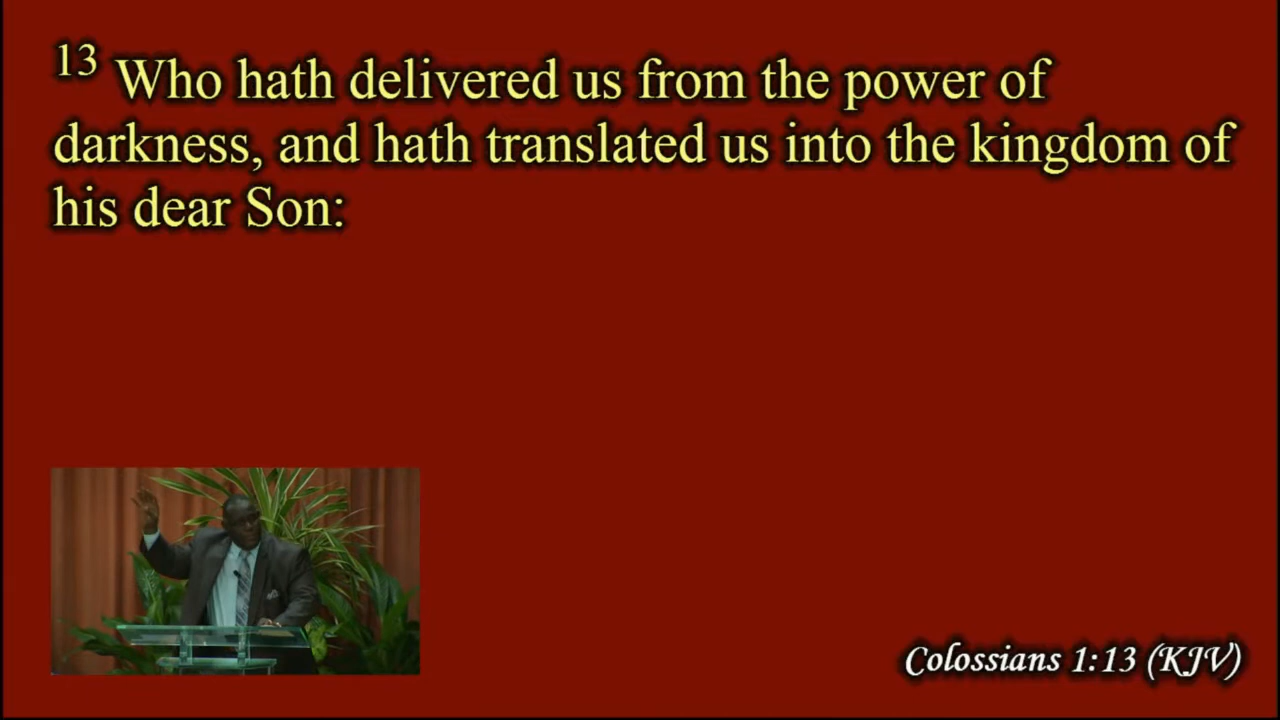 13 Who hath delivered us from the power of
darkness, and hath translated us into the kingdom of
his dear Son:
Colossians 1:13 (KJV)